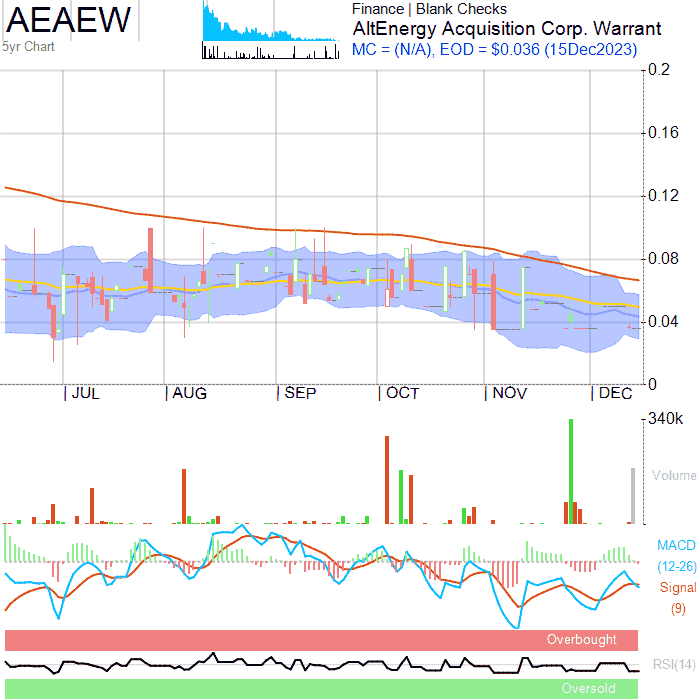 AEAEW
5yr Chart
Finance | Blank Checks
AltEnergy Acquisition Corp. Warrant
MC = (N/A), EOD = $0.036 (15Dec2023)
0.2
0.16
0.12
0.08
0.04
0
JUL AUG SEP OCT NOV DEC
340k
Volume
MACD
(12-26)
Signal
(9)
Overbought
RSI(14)
Oversold